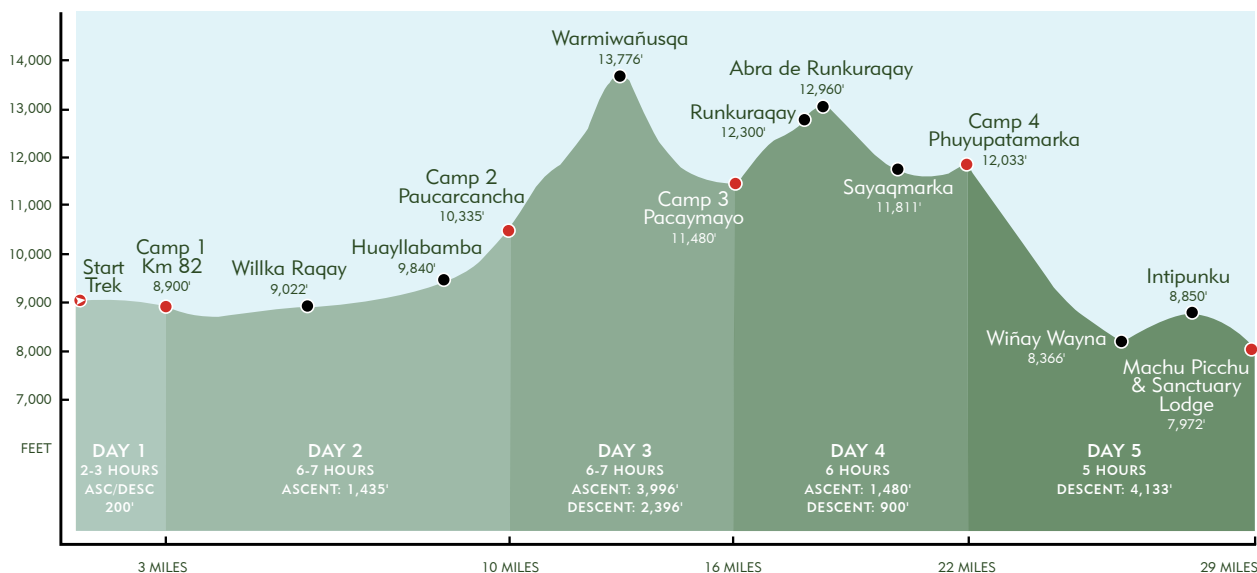 14,000
13,000
12,000
11,000
10,000
9,000
8,000
7,000
FEET
Start
Trek
Camp 1
Km 82
8,900'
Willka Raqay
9,022'
Huayllabamba
9,840'
Camp 2
Paucarcancha
10,335'
Warmiwañusqa
13,776'
Camp 3
Pacaymayo
11,480'
Runkuraqay
12,300'
Abra de Runkuraqay
12,960'
Sayaqmarka
11,811'
Camp 4
Phuyupatamarka
12,033'
Wiñay Wayna
8,366'
Intipunku
8,850'
Machu Picchu
& Sanctuary
Lodge
7,972'
DAY 1
2-3 HOURS
ASC/DESC
200'
DAY 2
6-7 HOURS
ASCENT: 1,435'
DAY 3
6-7 HOURS
ASCENT: 3,996'
DESCENT: 2,396'
DAY 4
6 HOURS
ASCENT: 1,480'
DESCENT: 900'
DAY 5
5 HOURS
DESCENT: 4,133'
3 MILES
10 MILES
16 MILES
22 MILES
29 MILES